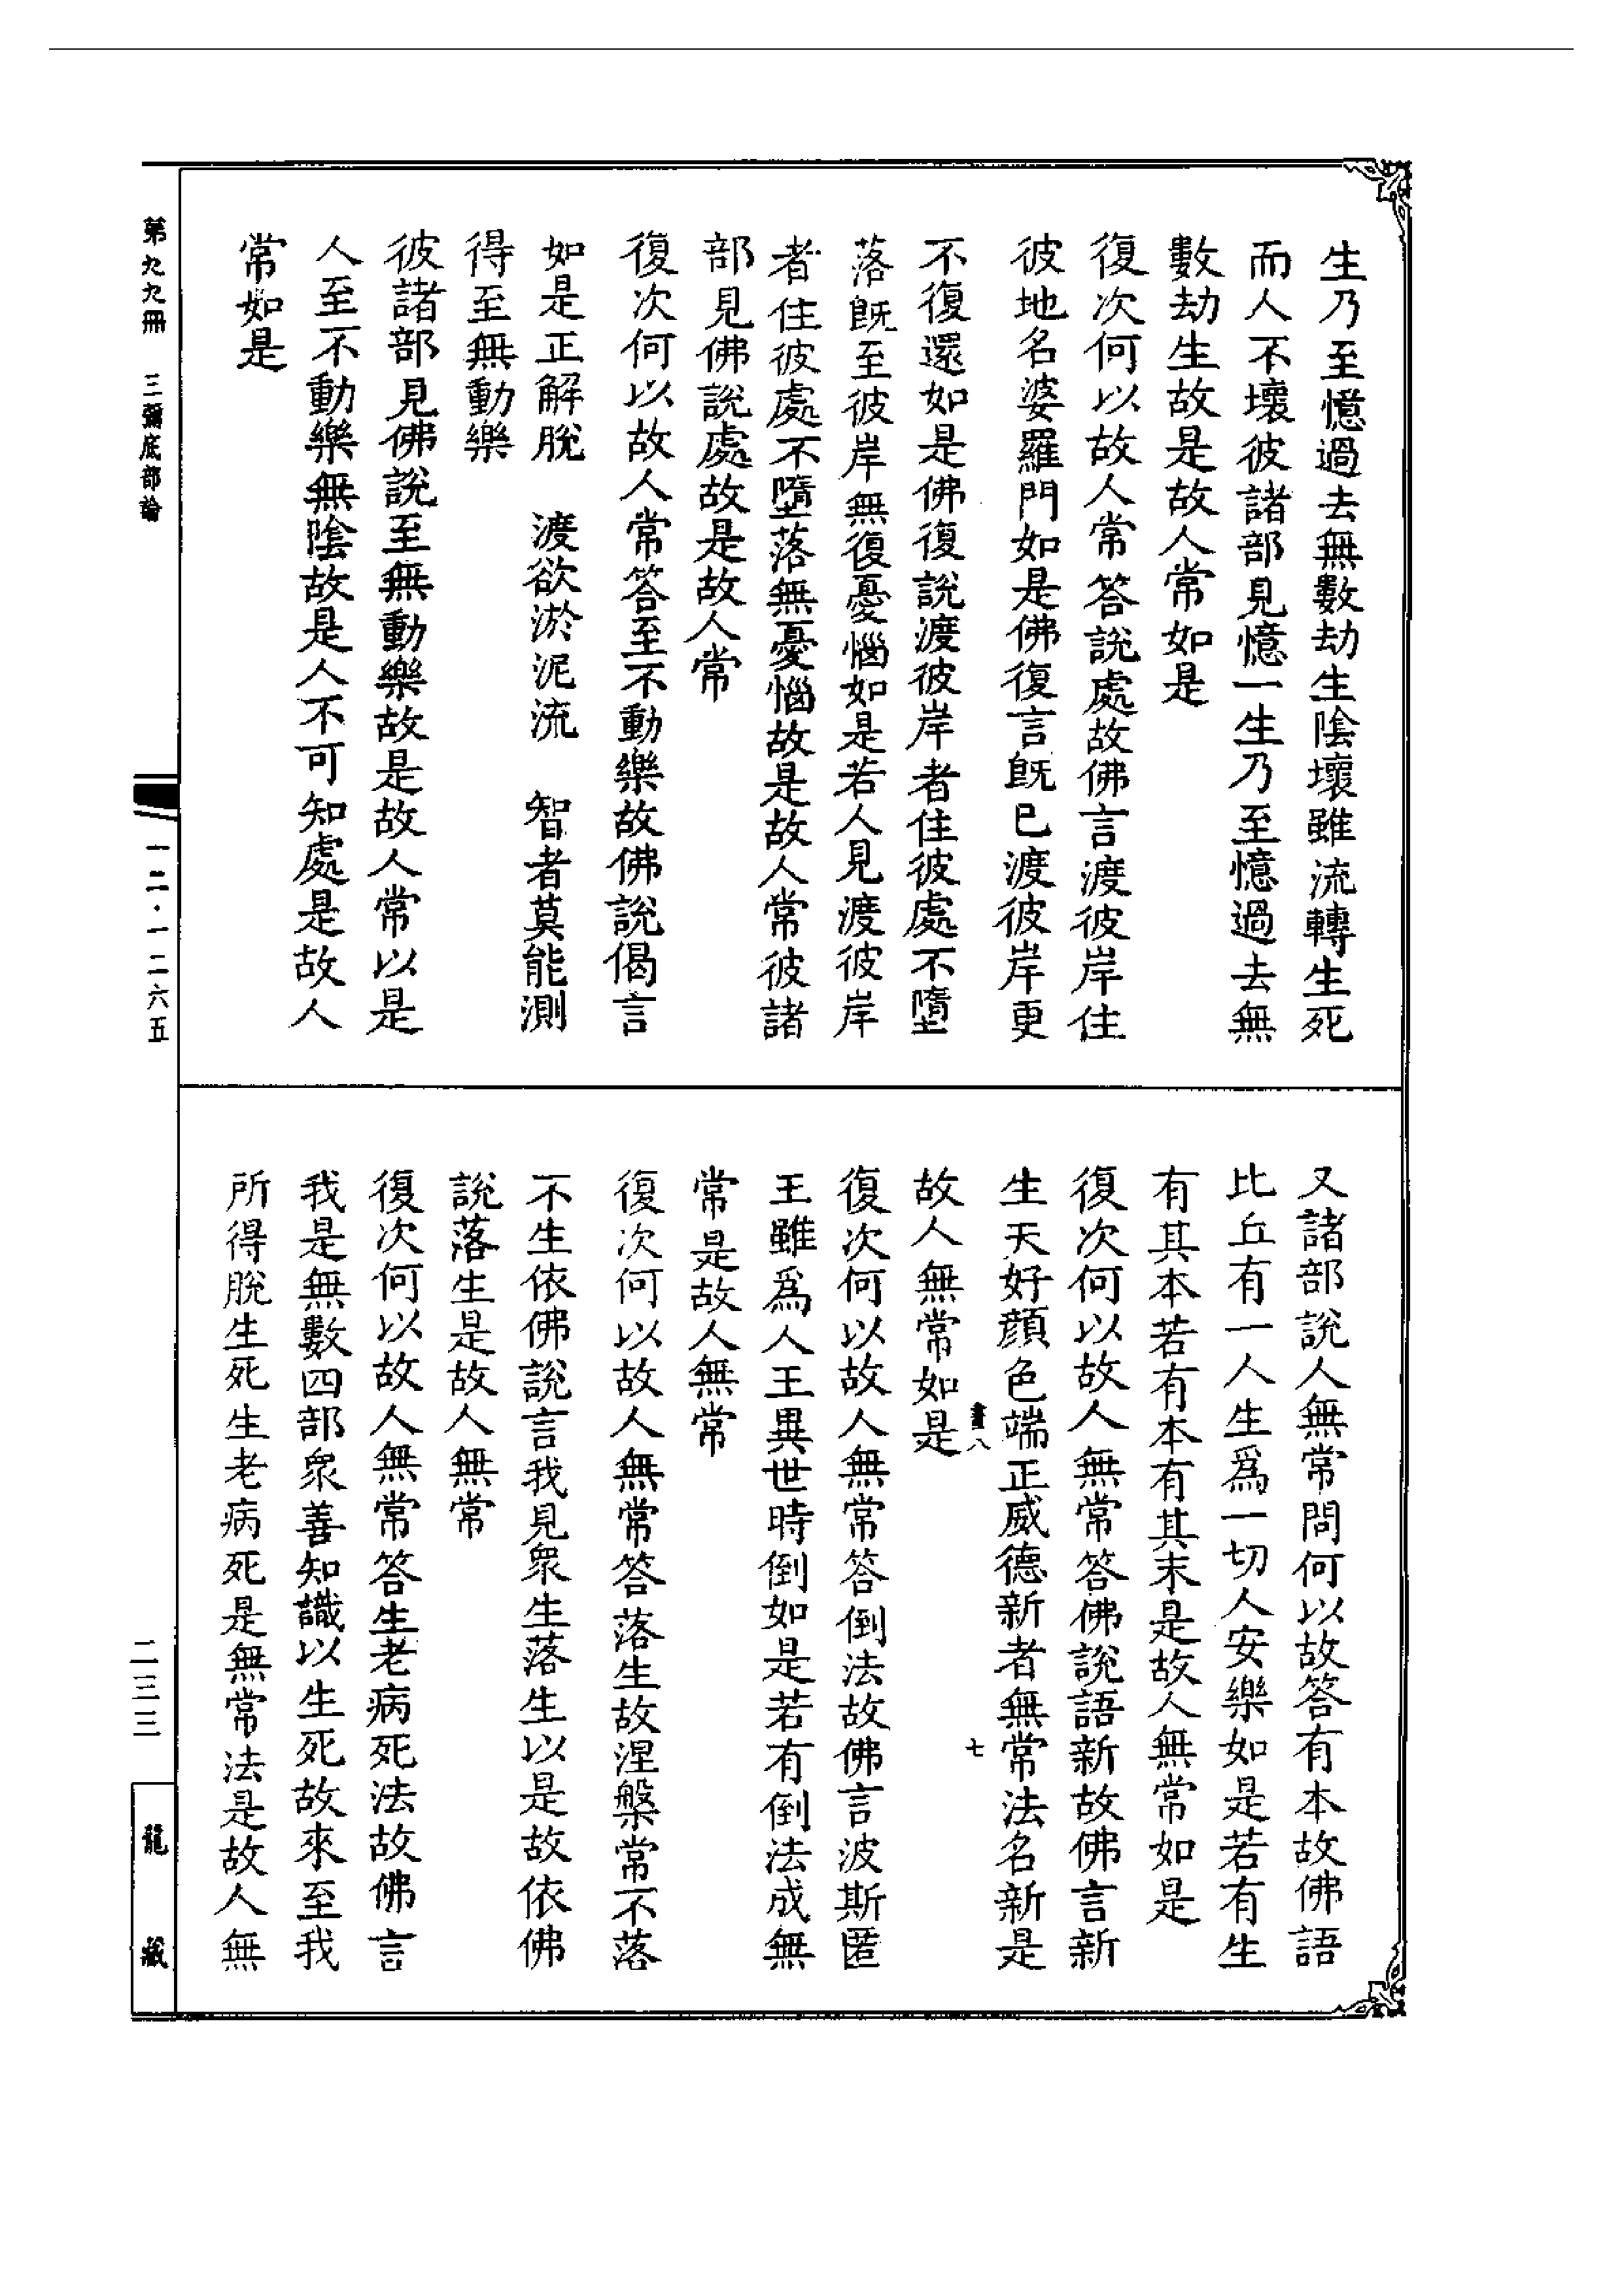 生乃至憶過去無數劫生陰壞雖流轉生死
而人不壞彼諸部見憶一生乃至憶過去無
數劫生故是故人常如是
復次何以故人常答說處故佛言渡彼岸住
彼地名婆羅門如是佛復言旣已渡彼岸更
不復還如是佛復說渡彼岸者住彼處不墮
落旣至彼岸無復憂惱如是若人見渡彼岸
者住彼處不墮落無憂惱故是故人常彼諸
部見佛說處故是故人常
復次何以故人常答至不動樂故佛說偈言
如是正解脫　渡欲淤泥流　智者莫能測
得至無動樂
彼諸部見佛說至無動樂故是故人常以是
人至不動樂無陰故是人不可知處是故人
常如是
又諸部說人無常問何以故答有本故佛語
比丘有一人生爲一切人安樂如是若有生
有其本若有本有其末是故人無常如是
復次何以故人無常答佛說語新故佛言新
生天好顏色端正威德新者無常法名新是
畫八　七
故人無常如是
復次何以故人無常答倒法故佛言波斯匿
王雖爲人王異世時倒如是若有倒法成無
常是故人無常
復次何以故人無常答落生故涅槃常不落
不生依佛說言我見衆生落生以是故依佛
說落生是故人無常
復次何以故人無常答生老病死法故佛言
我是無數四部衆善知識以生死故來至我
所得脫生死生老病死是無常法是故人無
第九九冊　三彌底部論
一二·一二六五
二三三
龍藏